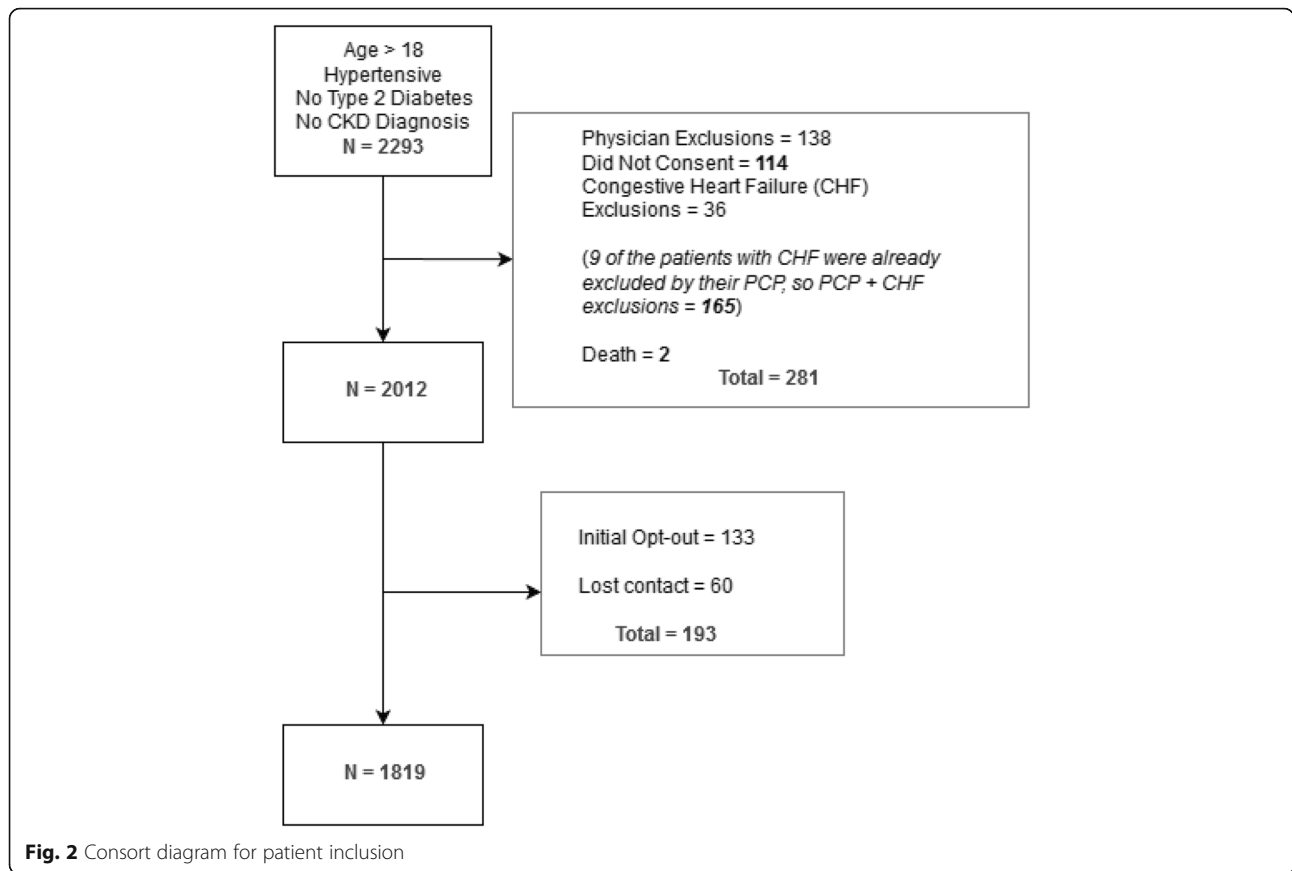 Age > 18
Hypertensive
No Type 2 Diabetes
No CKD Diagnosis
N = 2293
Physician Exclusions = 138
Did Not Consent = 114
Congestive Heart Failure (CHF)
Exclusions = 36
(9 of the patients with CHF were already
excluded by their PCP, so PCP + CHF
exclusions = 165)
Death = 2
Total = 281
N = 2012
Initial Opt-out = 133
Lost contact = 60
Total = 193
N = 1819
Fig. 2 Consort diagram for patient inclusion